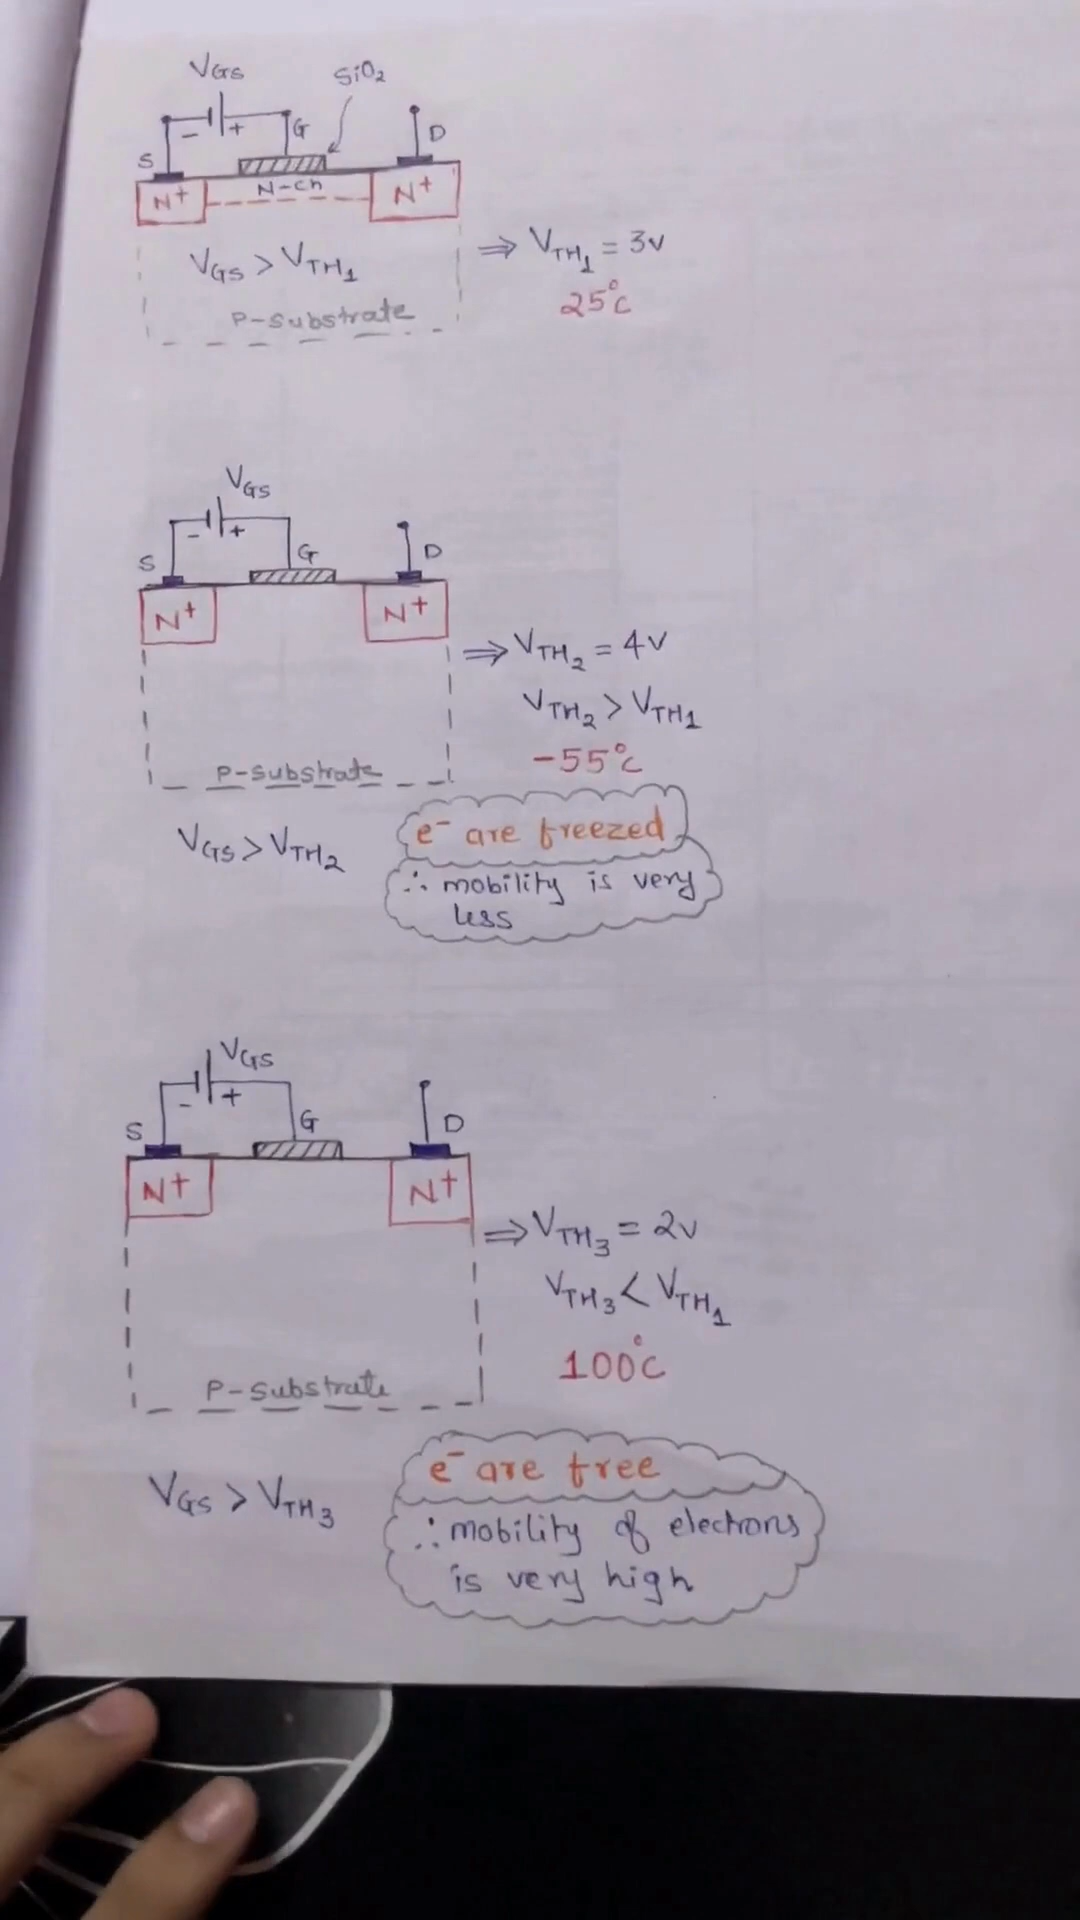 VGS
SiO2
- +
G
D
S
N+
N-ch
N+
VGS > VTH1
⇒ VTH1 = 3v
25°c
P-substrate
VGS
- +
S
G
D
N+
N+
⇒ VTH2 = 4v
VTH2 > VTH1
-55°c
P-substrate
VGS > VTH2
e- are freezed
∴ mobility is very
less
VGS
- +
S
G
D
N+
N+
⇒ VTH3 = 2v
VTH3 < VTH1
100°c
P-substrate
VGS > VTH3
e- are free
∴ mobility of electrons
is very high